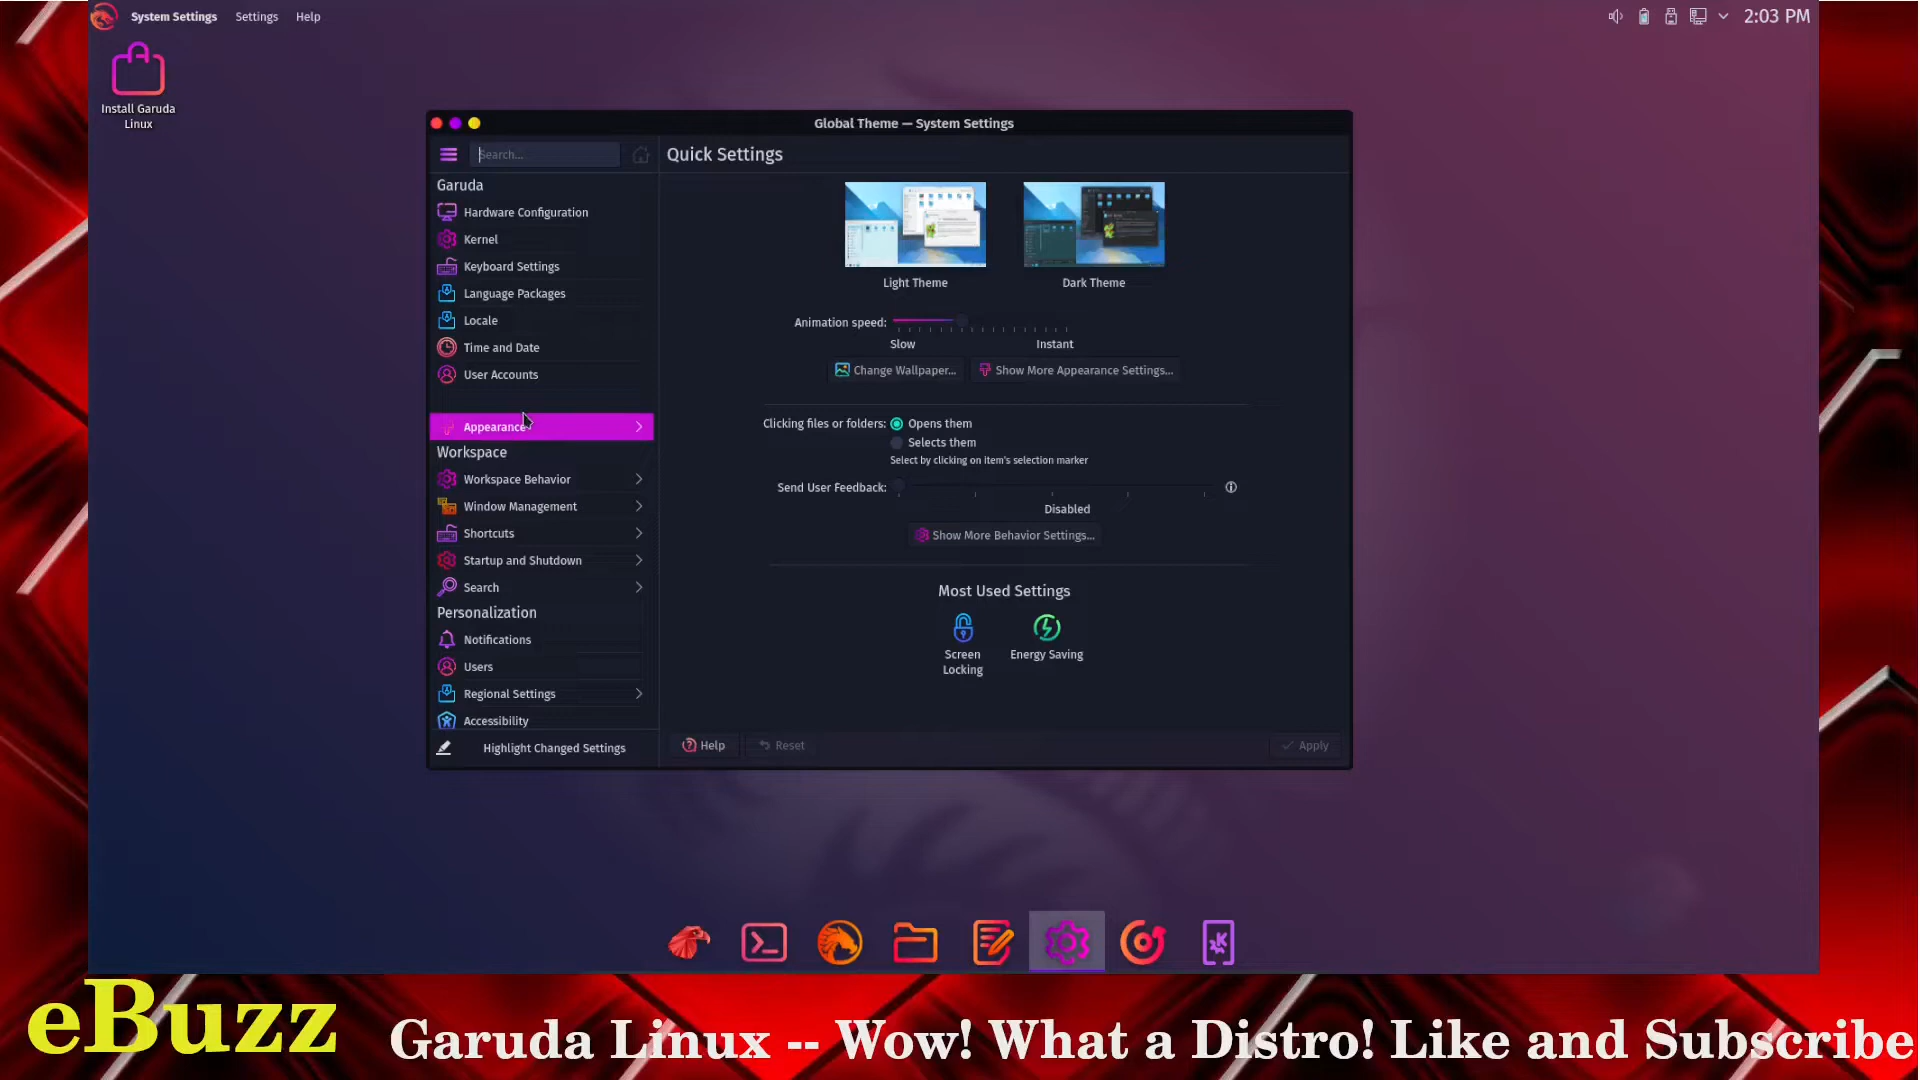 System Settings Settings Help
2:03 PM
Install Garuda
Linux
Global Theme — System Settings
Search...
Quick Settings
Garuda
Hardware Configuration
Kernel
Keyboard Settings
Language Packages
Locale
Time and Date
User Accounts
Appearance
Workspace
Workspace Behavior
Window Management
Shortcuts
Startup and Shutdown
Search
Personalization
Notifications
Users
Regional Settings
Accessibility
Highlight Changed Settings
Light Theme
Dark Theme
Animation speed:
Slow Instant
Change Wallpaper...
Show More Appearance Settings...
Clicking files or folders: Opens them
Selects them
Select by clicking on item's selection marker
Send User Feedback:
Disabled
Show More Behavior Settings...
Most Used Settings
Screen
Locking
Energy Saving
Help Reset Apply
eBuzz
Garuda Linux -- Wow! What a Distro! Like and Subscribe